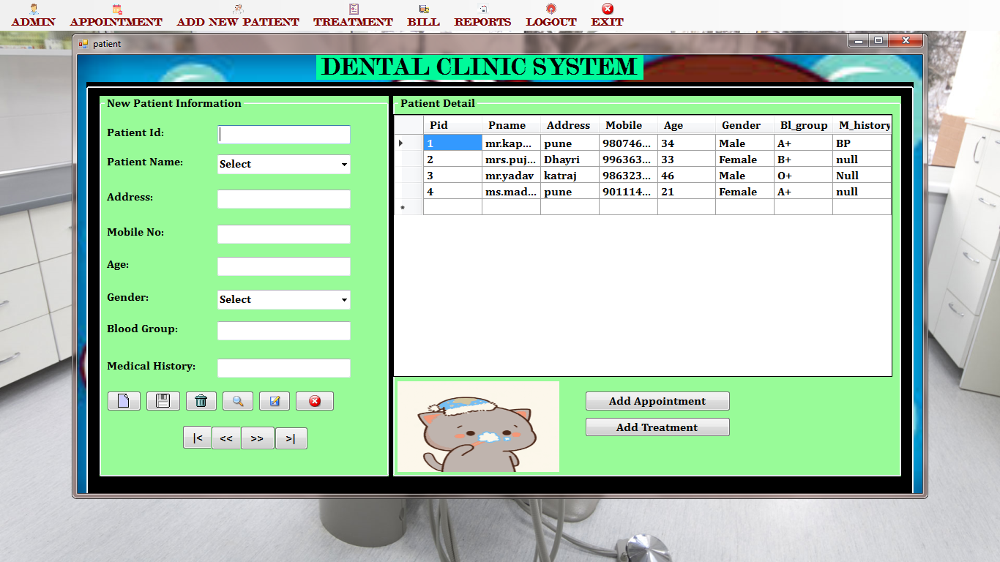 ADMIN APPOINTMENT ADD NEW PATIENT TREATMENT BILL REPORTS LOGOUT EXIT
patient
DENTAL CLINIC SYSTEM
New Patient Information
Patient Id:
Patient Name: Select
Address:
Mobile No:
Age:
Gender: Select
Blood Group:
Medical History:
|< << >> >|
Patient Detail
Pid Pname Address Mobile Age Gender Bl_group M_history
1 mr.kap... pune 980746... 34 Male A+ BP
2 mrs.puj... Dhayri 996363... 33 Female B+ null
3 mr.yadav katraj 986323... 46 Male O+ Null
4 ms.mad... pune 901114... 21 Female A+ null
*
Add Appointment
Add Treatment